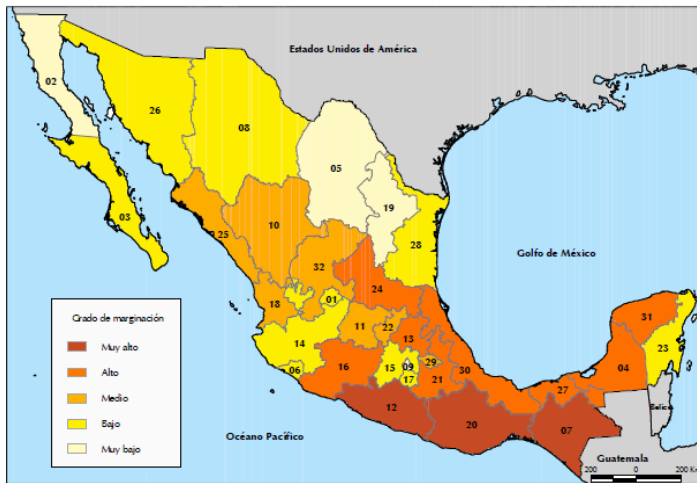 Estados Unidos de América
02
26
08
05
19
03
25
10
28
Golfo de México
32
24
18
01
31
11
22
14
13
23
16
15
09
29
30
04
06
17
21
27
12
20
07
Belice
Océano Pacífico
Guatemala
200 0 200 Km
Grado de marginación
Muy alto
Alto
Medio
Bajo
Muy bajo